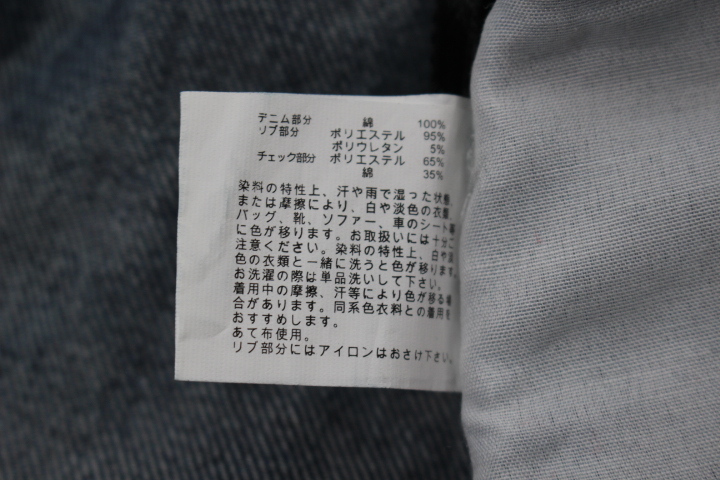 デニム部分 綿 100%
リブ部分 ポリエステル 95%
ポリウレタン 5%
チェック部分 ポリエステル 65%
綿 35%
染料の特性上、汗や雨で湿った状態、
または摩擦により、白や淡色の衣類、
バッグ、靴、ソファー、車のシート等
に色が移ります。お取扱いには十分ご
注意ください。染料の特性上、白や淡
色の衣類と一緒に洗うと色が移ります。
お洗濯の際は単品洗いして下さい。
着用中の摩擦、汗等により色が移る場
合があります。同系色衣料との着用を
おすすめします。
あて布使用。
リブ部分にはアイロンはおさけ下さい。